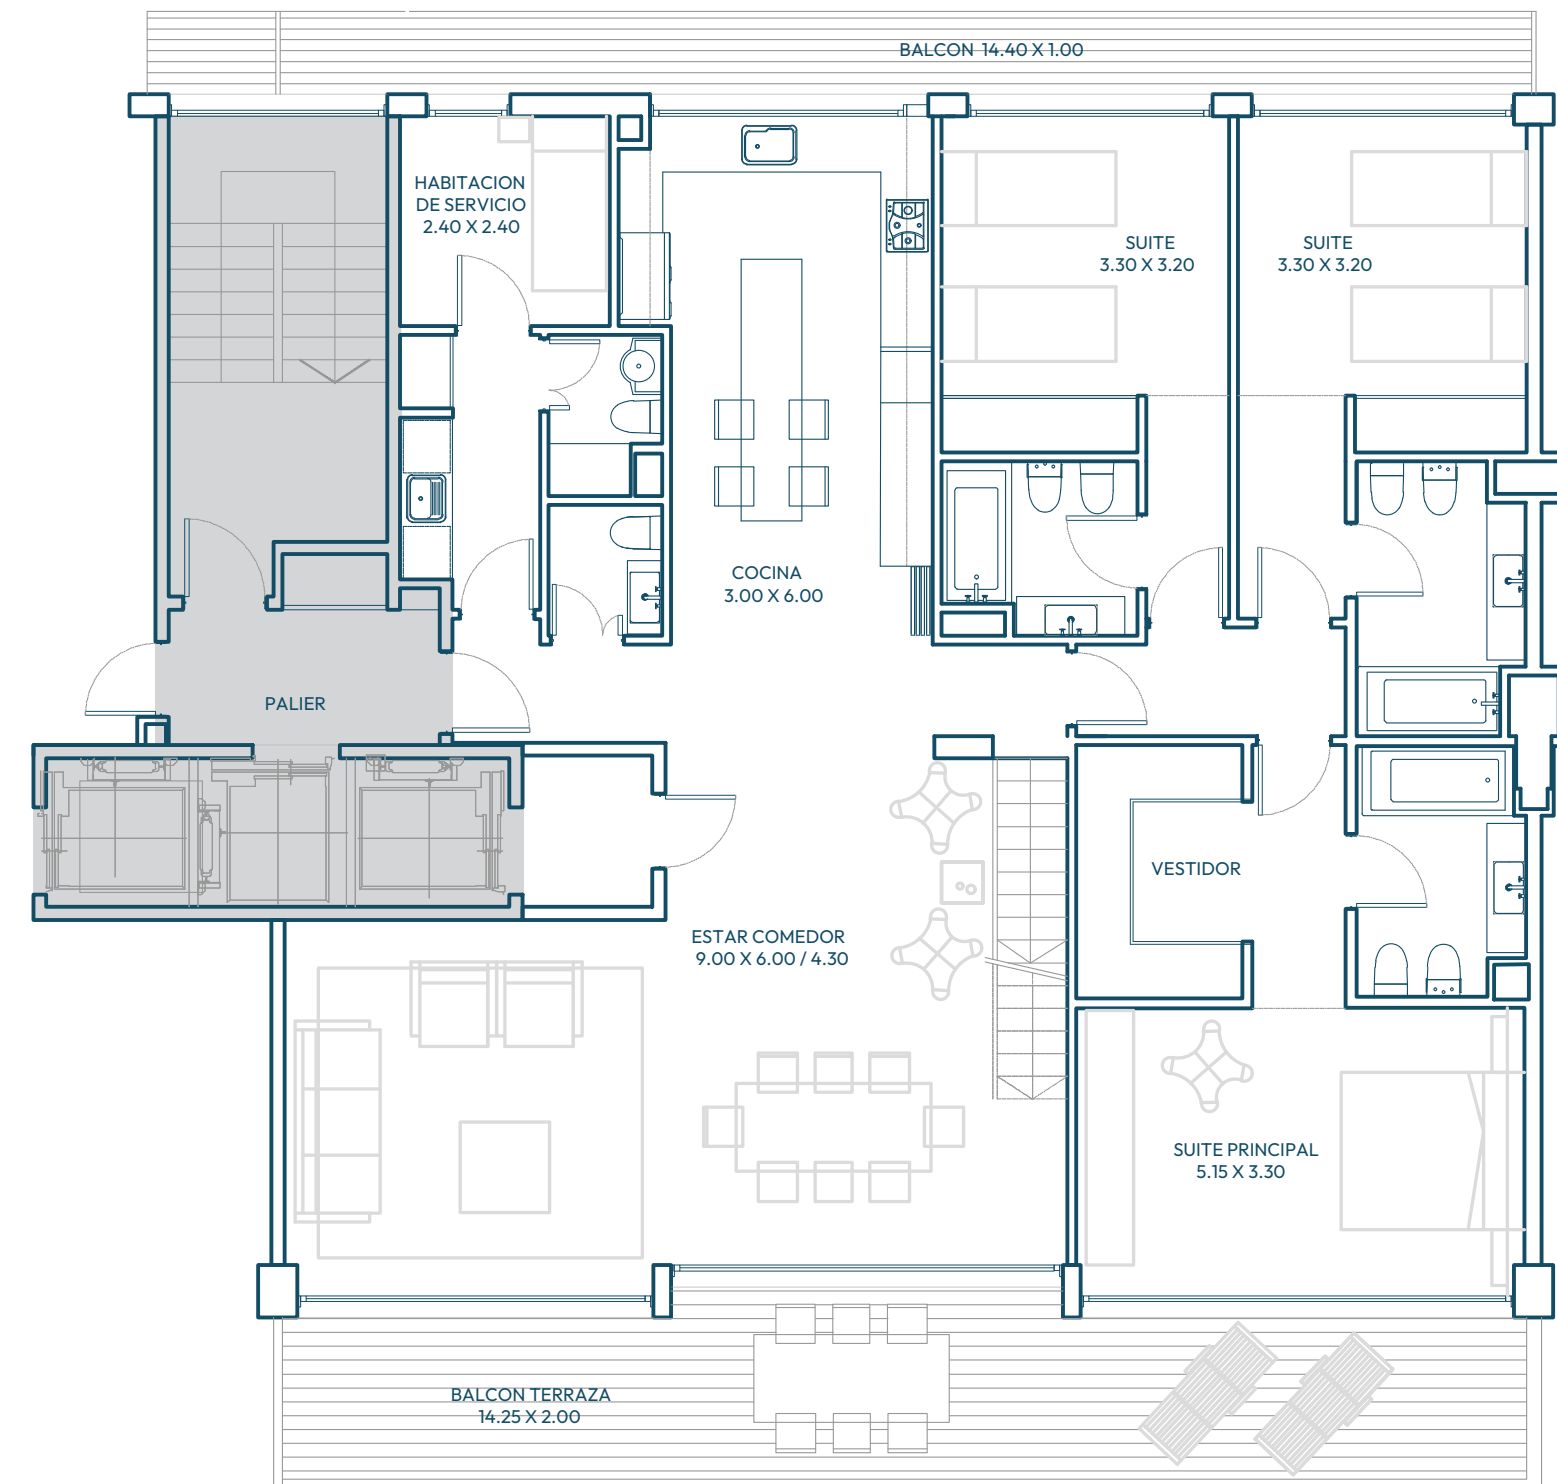 BALCON 14.40 X 1.00
HABITACION
DE SERVICIO
2.40 X 2.40
SUITE
3.30 X 3.20
SUITE
3.30 X 3.20
COCINA
3.00 X 6.00
PALIER
VESTIDOR
ESTAR COMEDOR
9.00 X 6.00 / 4.30
SUITE PRINCIPAL
5.15 X 3.30
BALCON TERRAZA
14.25 X 2.00